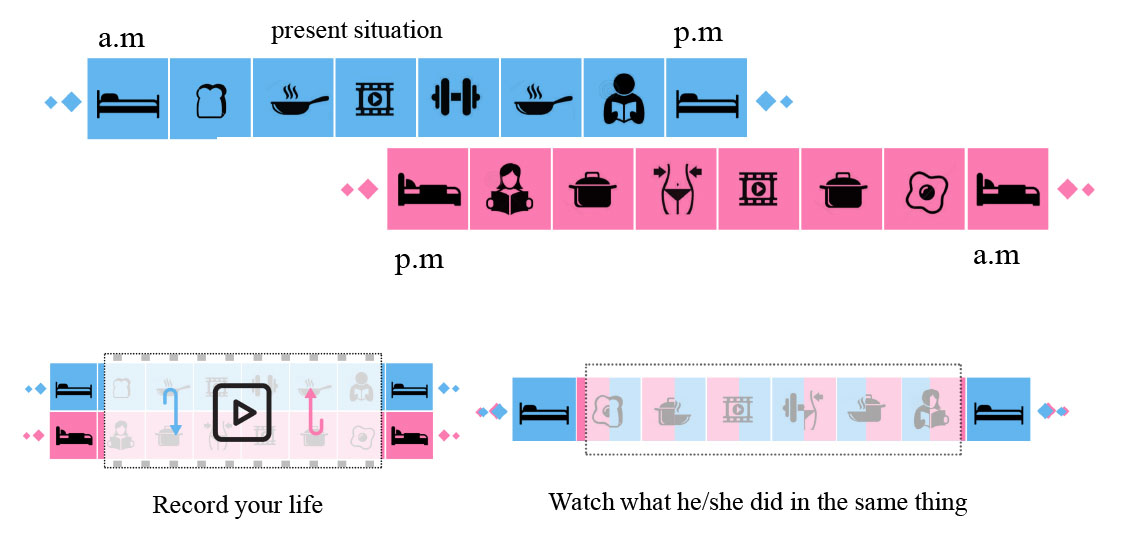 a.m
present situation
p.m
p.m
a.m
Record your life
Watch what he/she did in the same thing